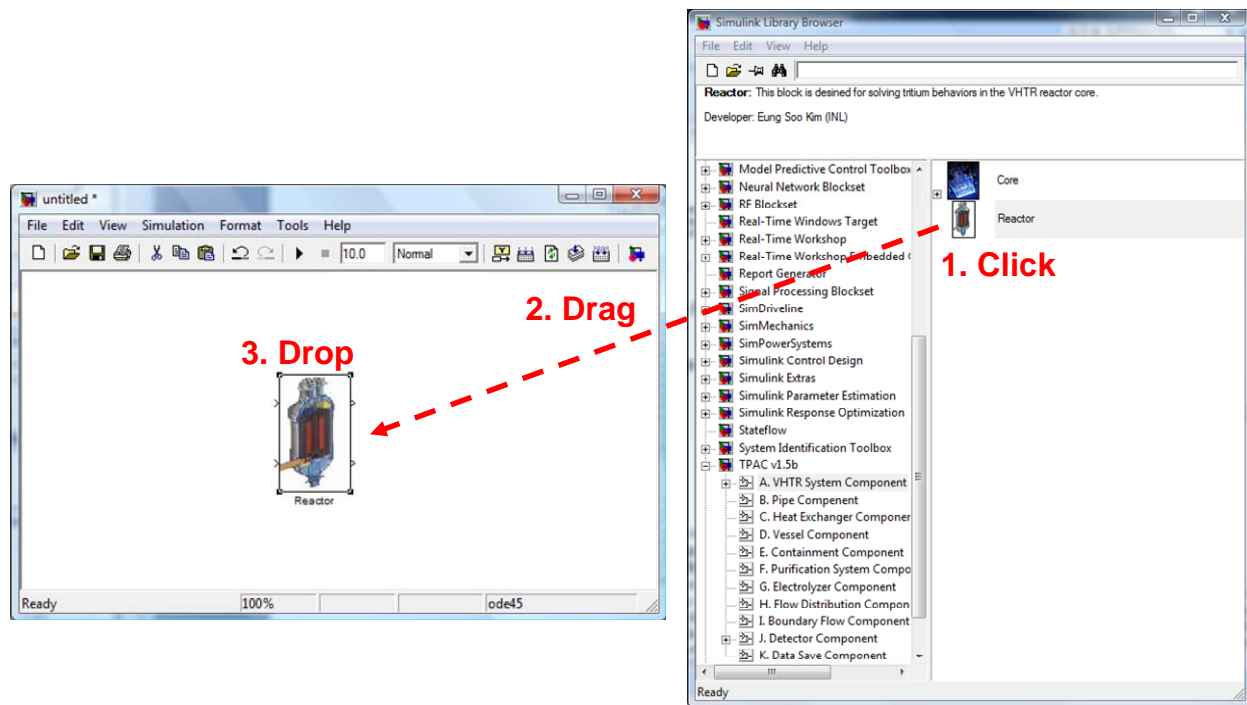 untitled *
File Edit View Simulation Format Tools Help
10.0 Normal
2. Drag
3. Drop
Reactor
Ready 100% ode45
Simulink Library Browser
File Edit View Help
Reactor: This block is desined for solving tritium behaviors in the VHTR reactor core.
Developer: Eung Soo Kim (INL)
Model Predictive Control Toolbox
Neural Network Blockset
RF Blockset
Real-Time Windows Target
Real-Time Workshop
Real-Time Workshop Embedded
Report Generator
Signal Processing Blockset
SimDriveline
SimMechanics
SimPowerSystems
Simulink Control Design
Simulink Extras
Simulink Parameter Estimation
Simulink Response Optimization
Stateflow
System Identification Toolbox
TPAC v1.5b
A. VHTR System Component
B. Pipe Compenent
C. Heat Exchanger Componer
D. Vessel Component
E. Containment Component
F. Purification System Compo
G. Electrolyzer Component
H. Flow Distribution Compon
I. Boundary Flow Component
J. Detector Component
K. Data Save Component
Core
Reactor
1. Click
Ready